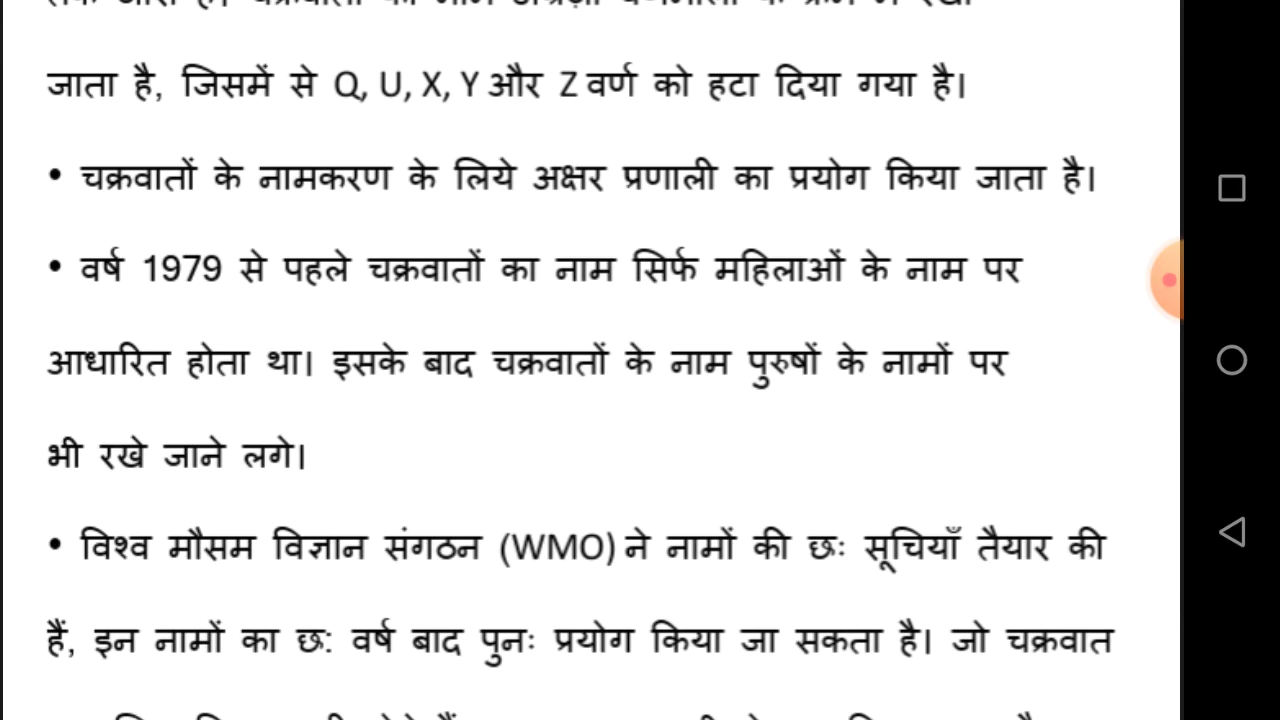 जाता है, जिसमें से Q, U, X, Y और Z वर्ण को हटा दिया गया है।
• चक्रवातों के नामकरण के लिये अक्षर प्रणाली का प्रयोग किया जाता है।
• वर्ष 1979 से पहले चक्रवातों का नाम सिर्फ महिलाओं के नाम पर
आधारित होता था। इसके बाद चक्रवातों के नाम पुरुषों के नामों पर
भी रखे जाने लगे।
• विश्व मौसम विज्ञान संगठन (WMO) ने नामों की छः सूचियाँ तैयार की
हैं, इन नामों का छ: वर्ष बाद पुनः प्रयोग किया जा सकता है। जो चक्रवात